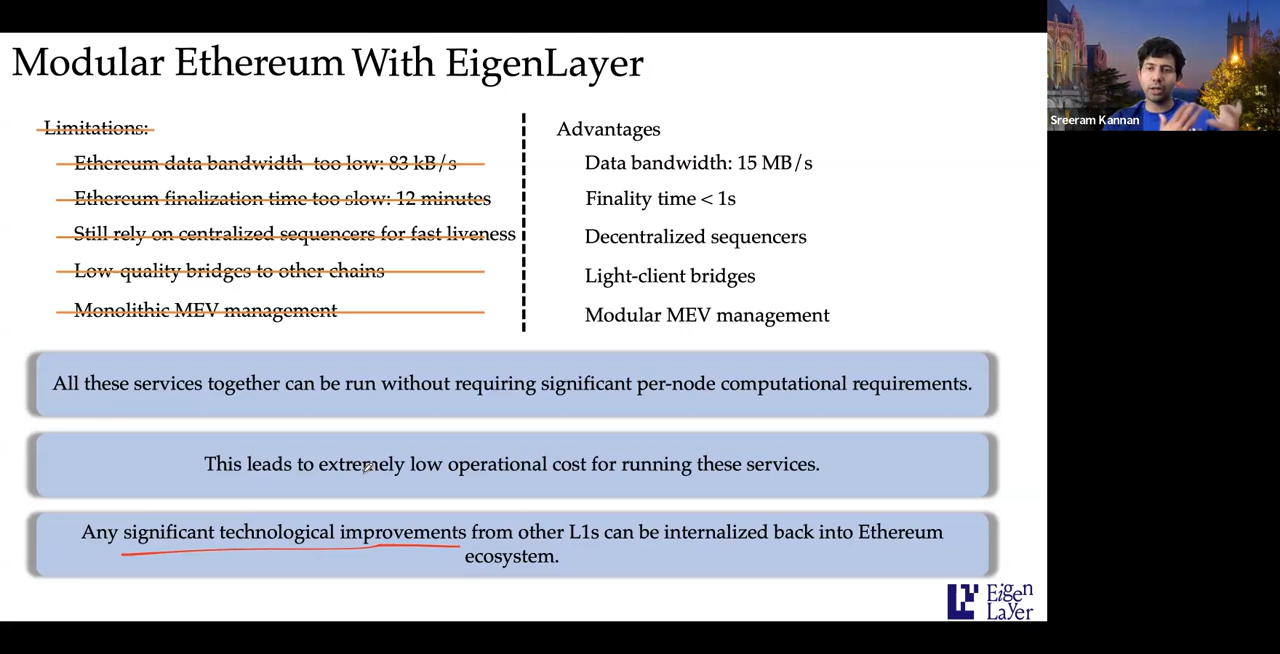 Modular Ethereum With EigenLayer
Limitations:
Ethereum data bandwidth too low: 83 kB/s
Ethereum finalization time too slow: 12 minutes
Still rely on centralized sequencers for fast liveness
Low quality bridges to other chains
Monolithic MEV management
Advantages
Data bandwidth: 15 MB/s
Finality time < 1s
Decentralized sequencers
Light-client bridges
Modular MEV management
All these services together can be run without requiring significant per-node computational requirements.
This leads to extremely low operational cost for running these services.
Any significant technological improvements from other L1s can be internalized back into Ethereum
ecosystem.
Eigen
Layer
Sreeram Kannan